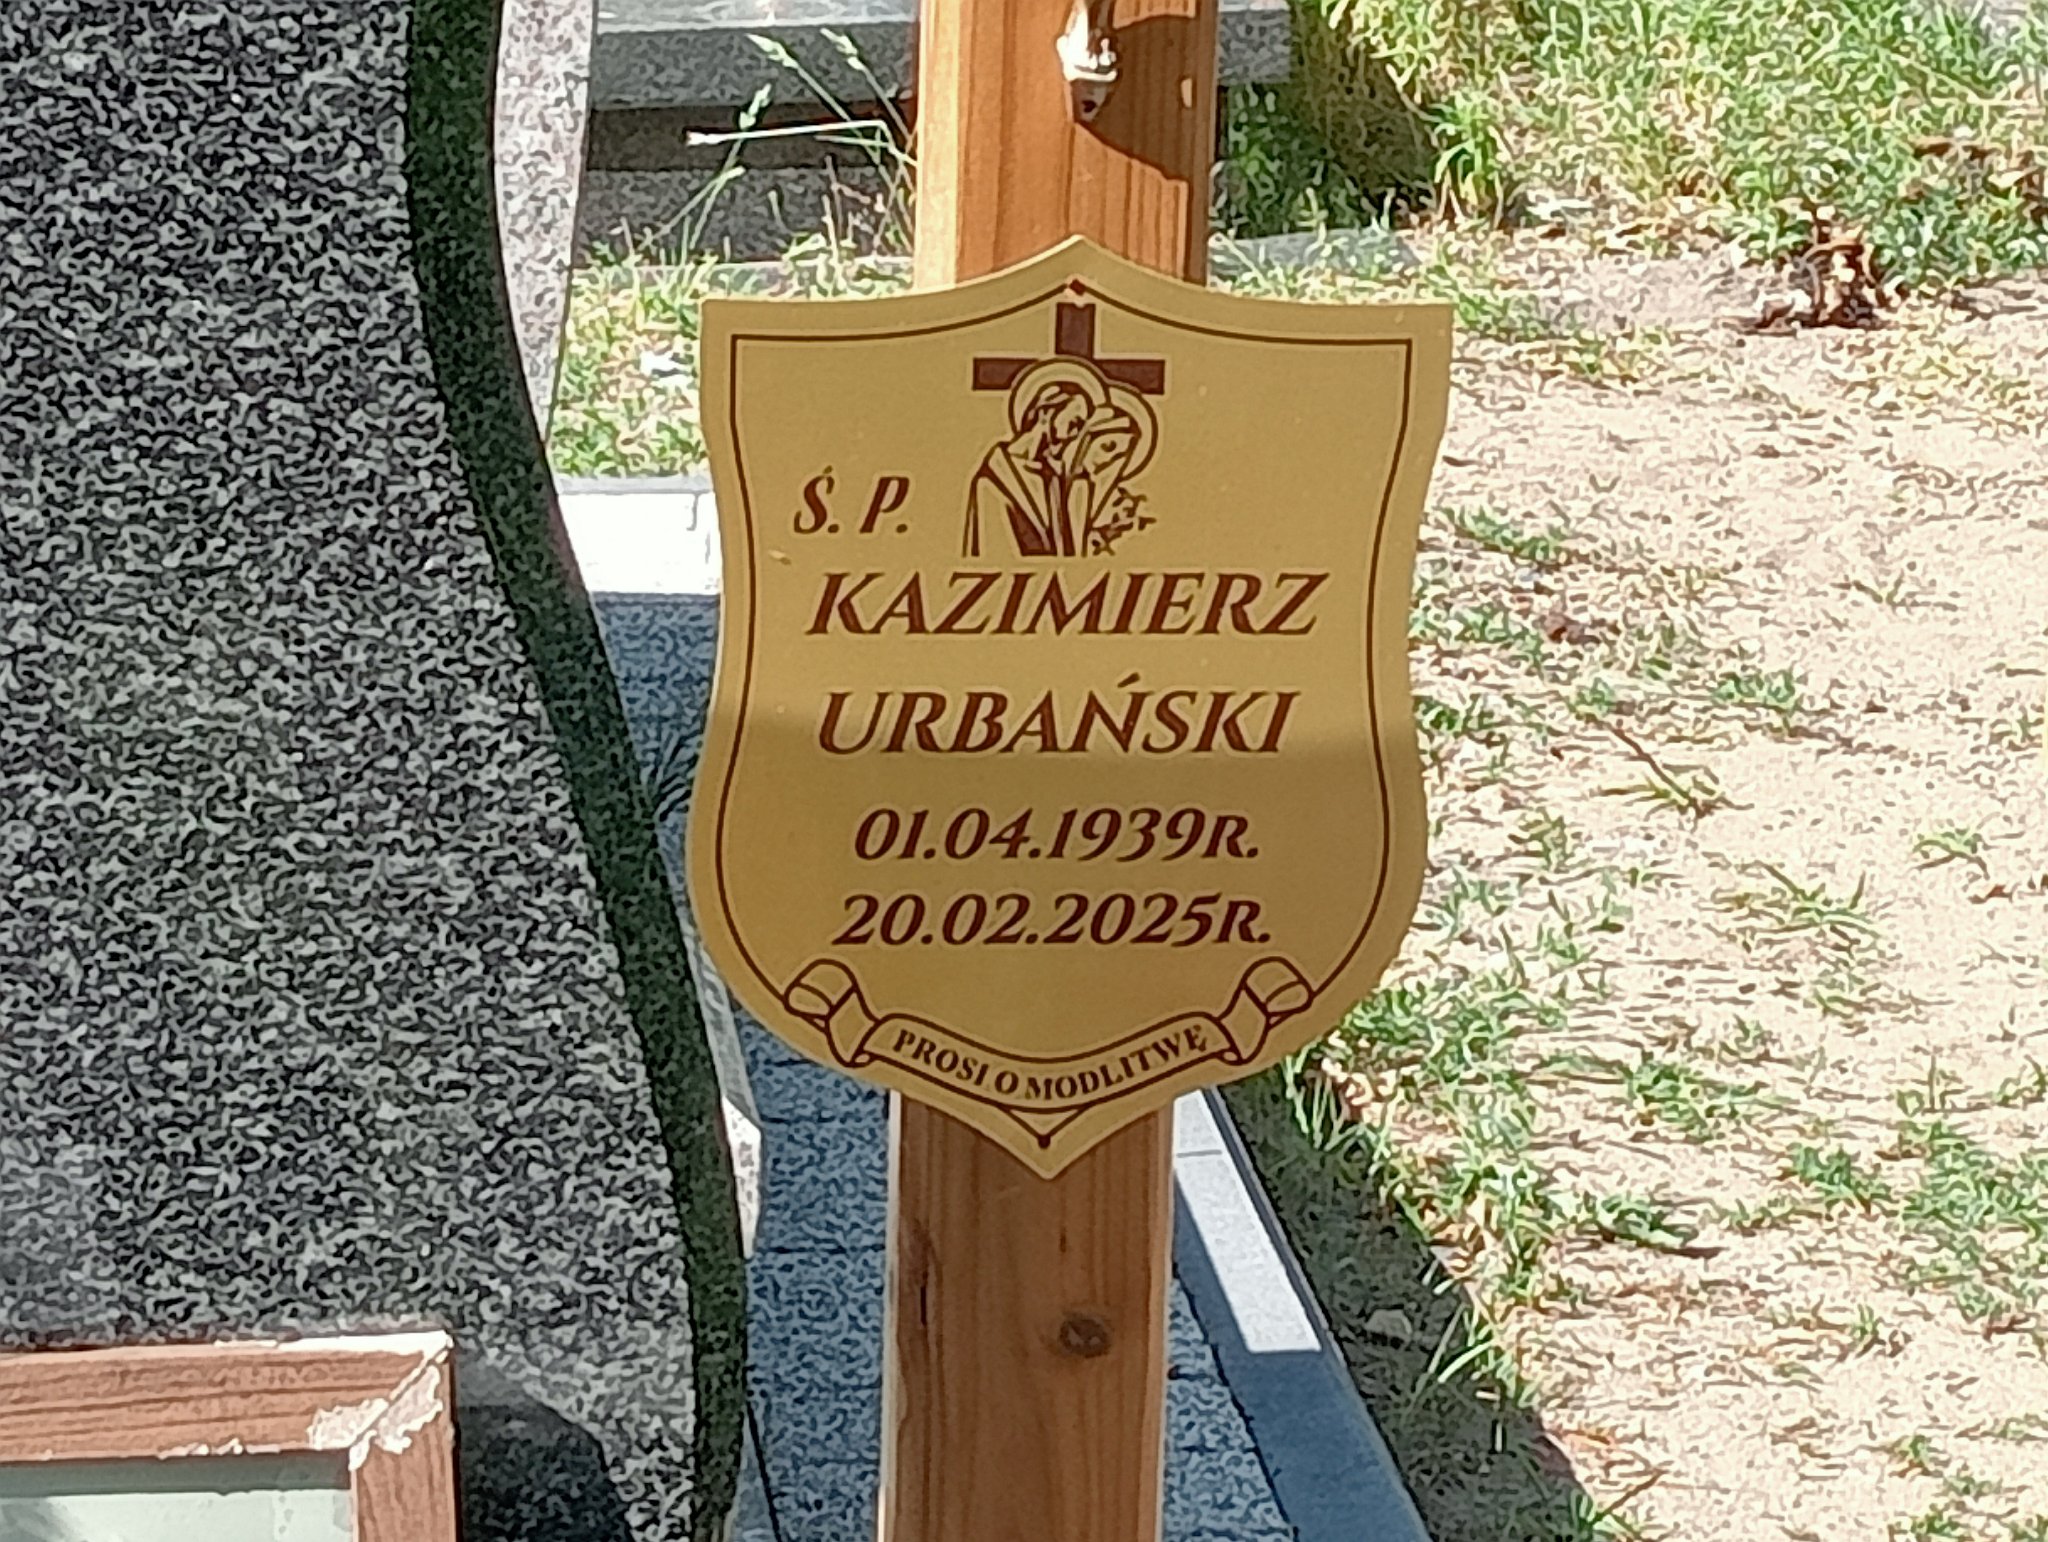 Ś. P.
KAZIMIERZ
URBAŃSKI
01.04.1939R.
20.02.2025R.
PROSI O MODLITWĘ